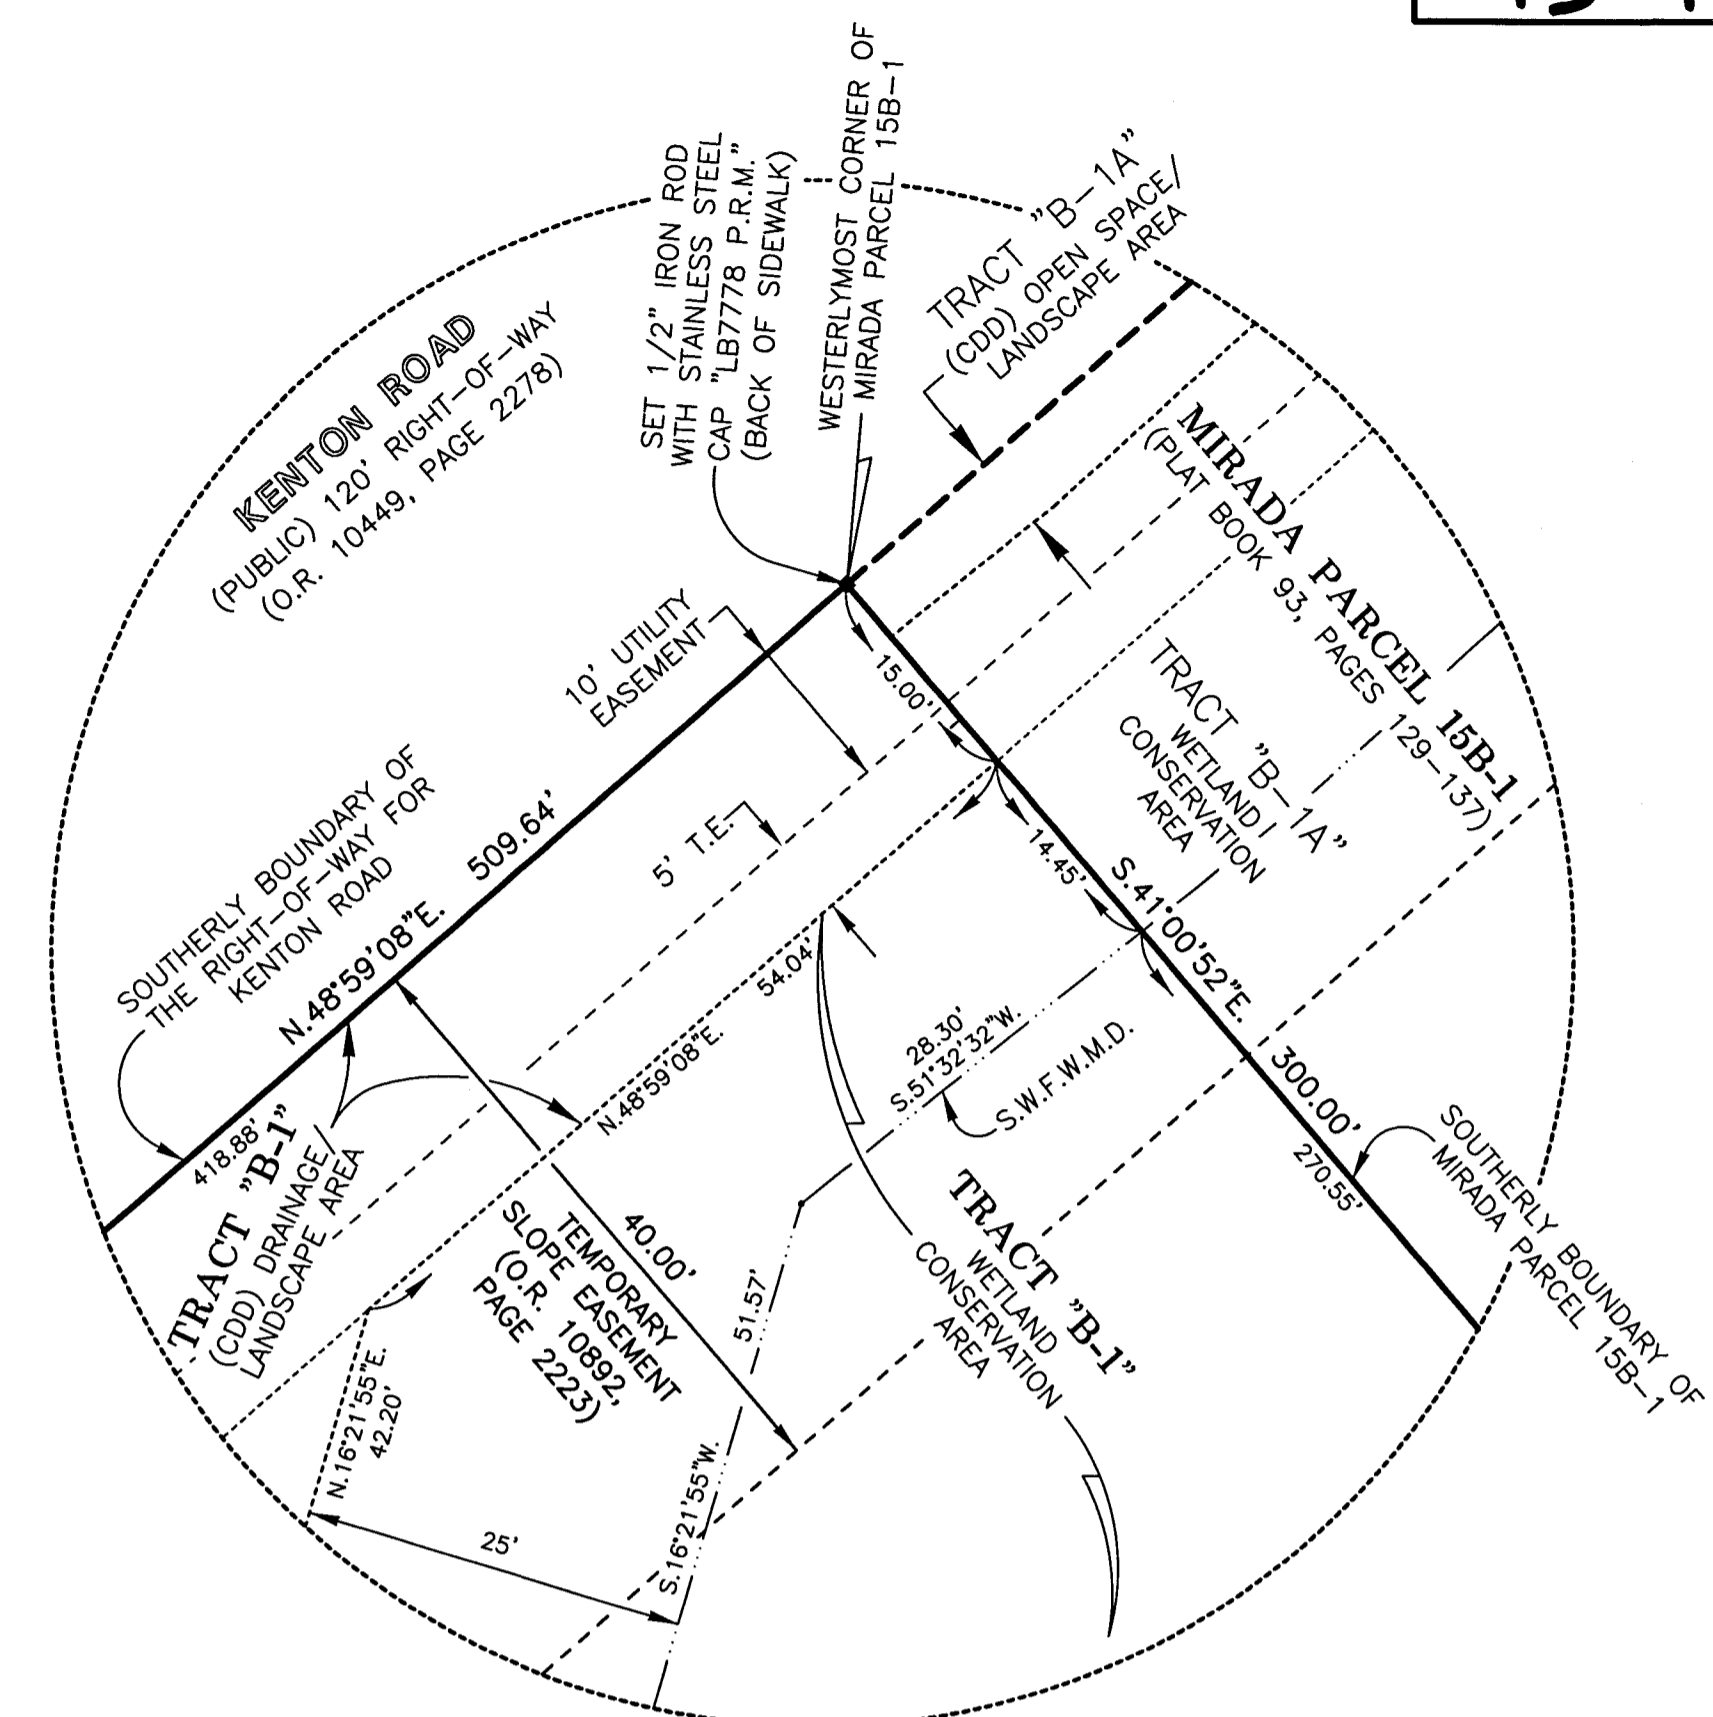 SET 1/2" IRON ROD
WITH STAINLESS STEEL
CAP "LB7778 P.R.M."
(BACK OF SIDEWALK)
WESTERLYMOST CORNER OF
MIRADA PARCEL 15B-1
TRACT "B-1A"
(CDD) OPEN SPACE/
LANDSCAPE AREA
KENTON ROAD
(PUBLIC) 120' RIGHT-OF-WAY
(O.R. 10449, PAGE 2278)
MIRADA PARCEL 15B-1
(PLAT BOOK 93, PAGES 129-137)
10' UTILITY
EASEMENT
15.00'
TRACT "B-1A"
WETLAND
CONSERVATION
AREA
SOUTHERLY BOUNDARY OF
THE RIGHT-OF-WAY FOR
KENTON ROAD
509.64'
N.48°59'08"E.
5' T.E.
14.45'
S.41°00'52"E.
300.00'
270.55'
54.04'
N.48°59'08"E.
28.30'
S.51°32'32"W.
S.W.F.W.M.D.
SOUTHERLY BOUNDARY OF
MIRADA PARCEL 15B-1
418.88'
TRACT "B-1"
(CDD) DRAINAGE/
LANDSCAPE AREA
40.00'
TEMPORARY
SLOPE EASEMENT
(O.R. 10892,
PAGE 2223)
TRACT "B-1"
WETLAND
CONSERVATION
AREA
51.57'
S.16°21'55"W.
N.16°21'55"E.
42.20'
25'